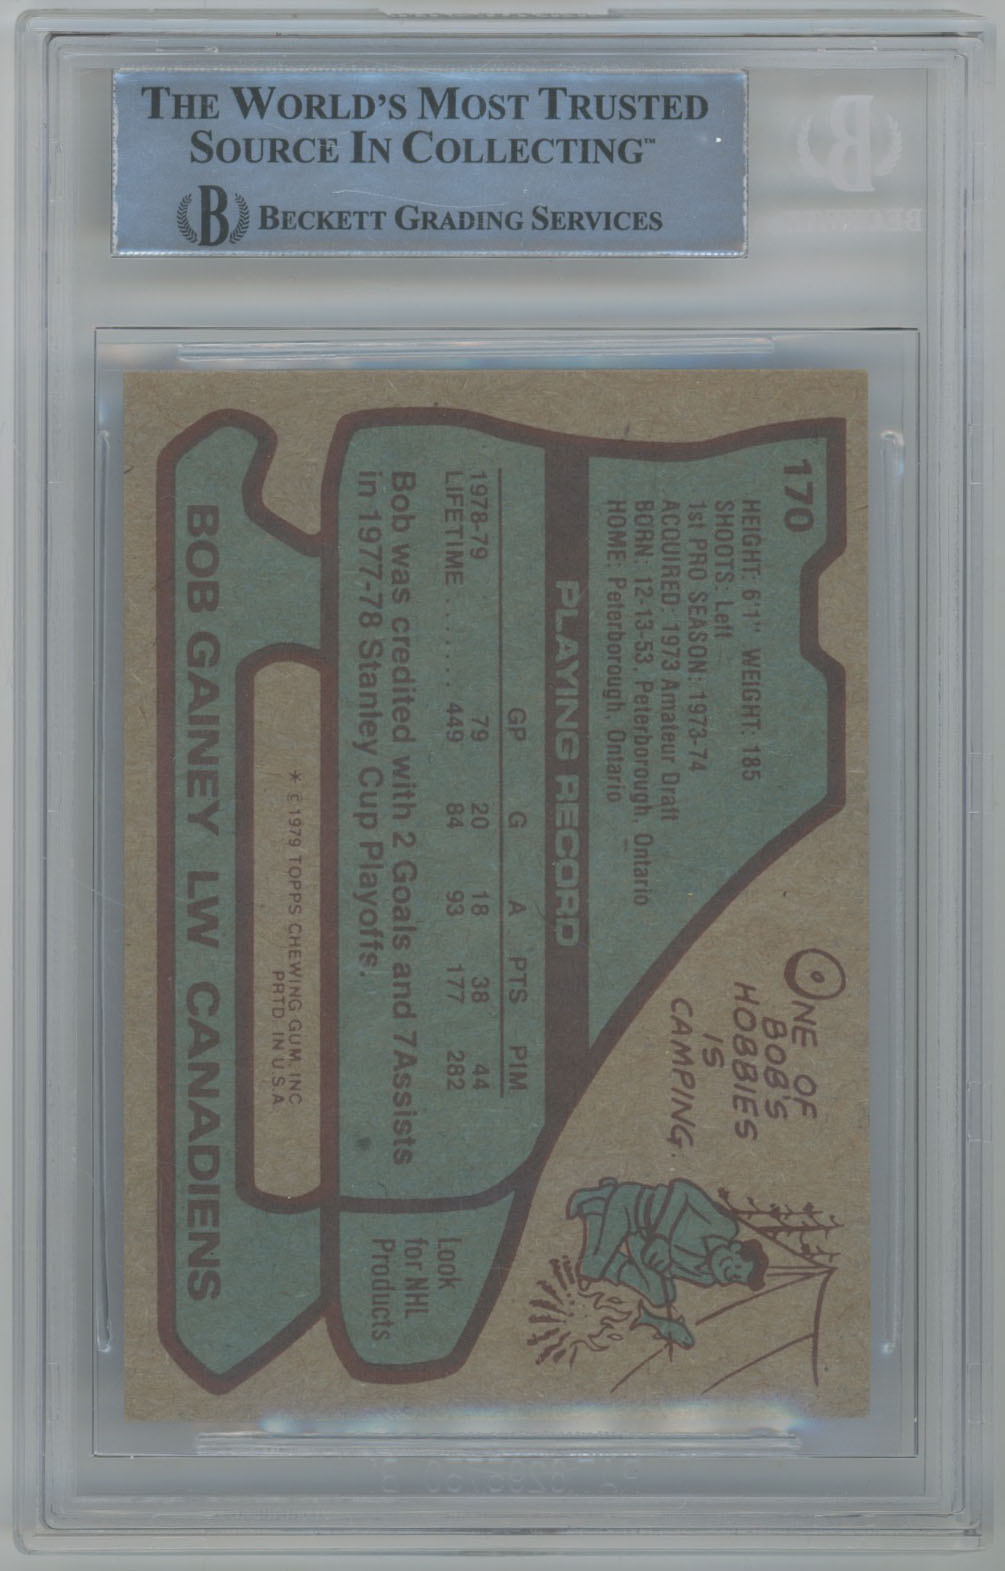 THE WORLD'S MOST TRUSTED
SOURCE IN COLLECTING™
B BECKETT GRADING SERVICES
170
HEIGHT: 6'1" WEIGHT: 185
SHOOTS: Left
1st PRO SEASON: 1973-74
ACQUIRED: 1973 Amateur Draft
BORN: 12-13-53, Peterborough, Ontario
HOME: Peterborough, Ontario
ONE OF
BOB'S
HOBBIES
IS
CAMPING.
PLAYING RECORD
GP G A PTS PIM
1978-79 79 20 18 38 44
LIFETIME ....... 449 84 93 177 282
Bob was credited with 2 Goals and 7 Assists
in 1977-78 Stanley Cup Playoffs.
Look
for NHL
Products
* © 1979 TOPPS CHEWING GUM, INC
PRTD. IN U.S.A.
BOB GAINEY LW CANADIENS